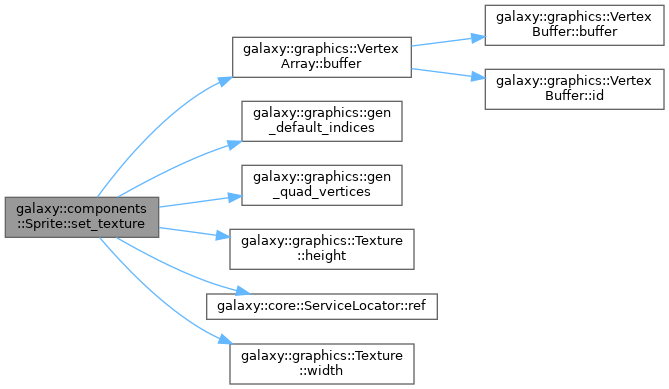 galaxy::components
::Sprite::set_texture
galaxy::graphics::Vertex
Array::buffer
galaxy::graphics::Vertex
Buffer::buffer
galaxy::graphics::Vertex
Buffer::id
galaxy::graphics::gen
_default_indices
galaxy::graphics::gen
_quad_vertices
galaxy::graphics::Texture
::height
galaxy::core::ServiceLocator::ref
galaxy::graphics::Texture
::width